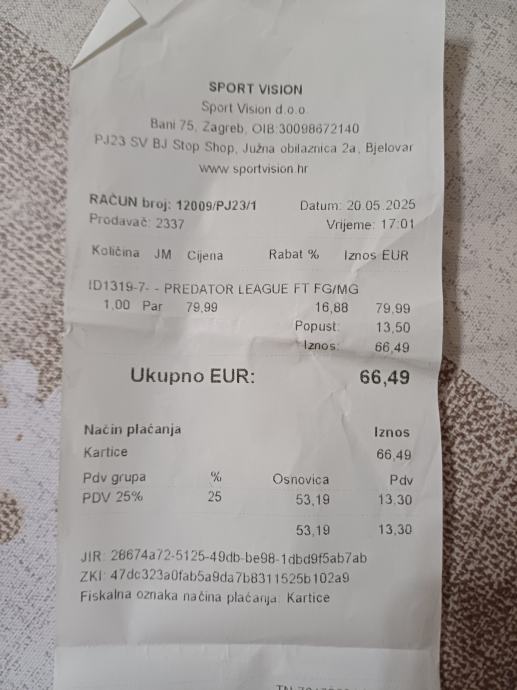 SPORT VISION
Sport Vision d.o.o.
Bani 75, Zagreb, OIB:30098672140
PJ23 SV BJ Stop Shop, Južna obilaznica 2a, Bjelovar
www.sportvision.hr
RAČUN broj: 12009/PJ23/1 Datum: 20.05.2025
Prodavač: 2337 Vrijeme: 17:01
Količina JM Cijena Rabat % Iznos EUR
ID1319-7- - PREDATOR LEAGUE FT FG/MG
1,00 Par 79,99 16,88 79,99
Popust: 13,50
Iznos: 66,49
Ukupno EUR: 66,49
Način plaćanja Iznos
Kartice 66,49
Pdv grupa % Osnovica Pdv
PDV 25% 25 53,19 13,30
53,19 13,30
JIR: 28674a72-5125-49db-be98-1dbd9f5ab7ab
ZKI: 47dc323a0fab5a9da7b8311525b102a9
Fiskalna oznaka načina plaćanja: Kartice